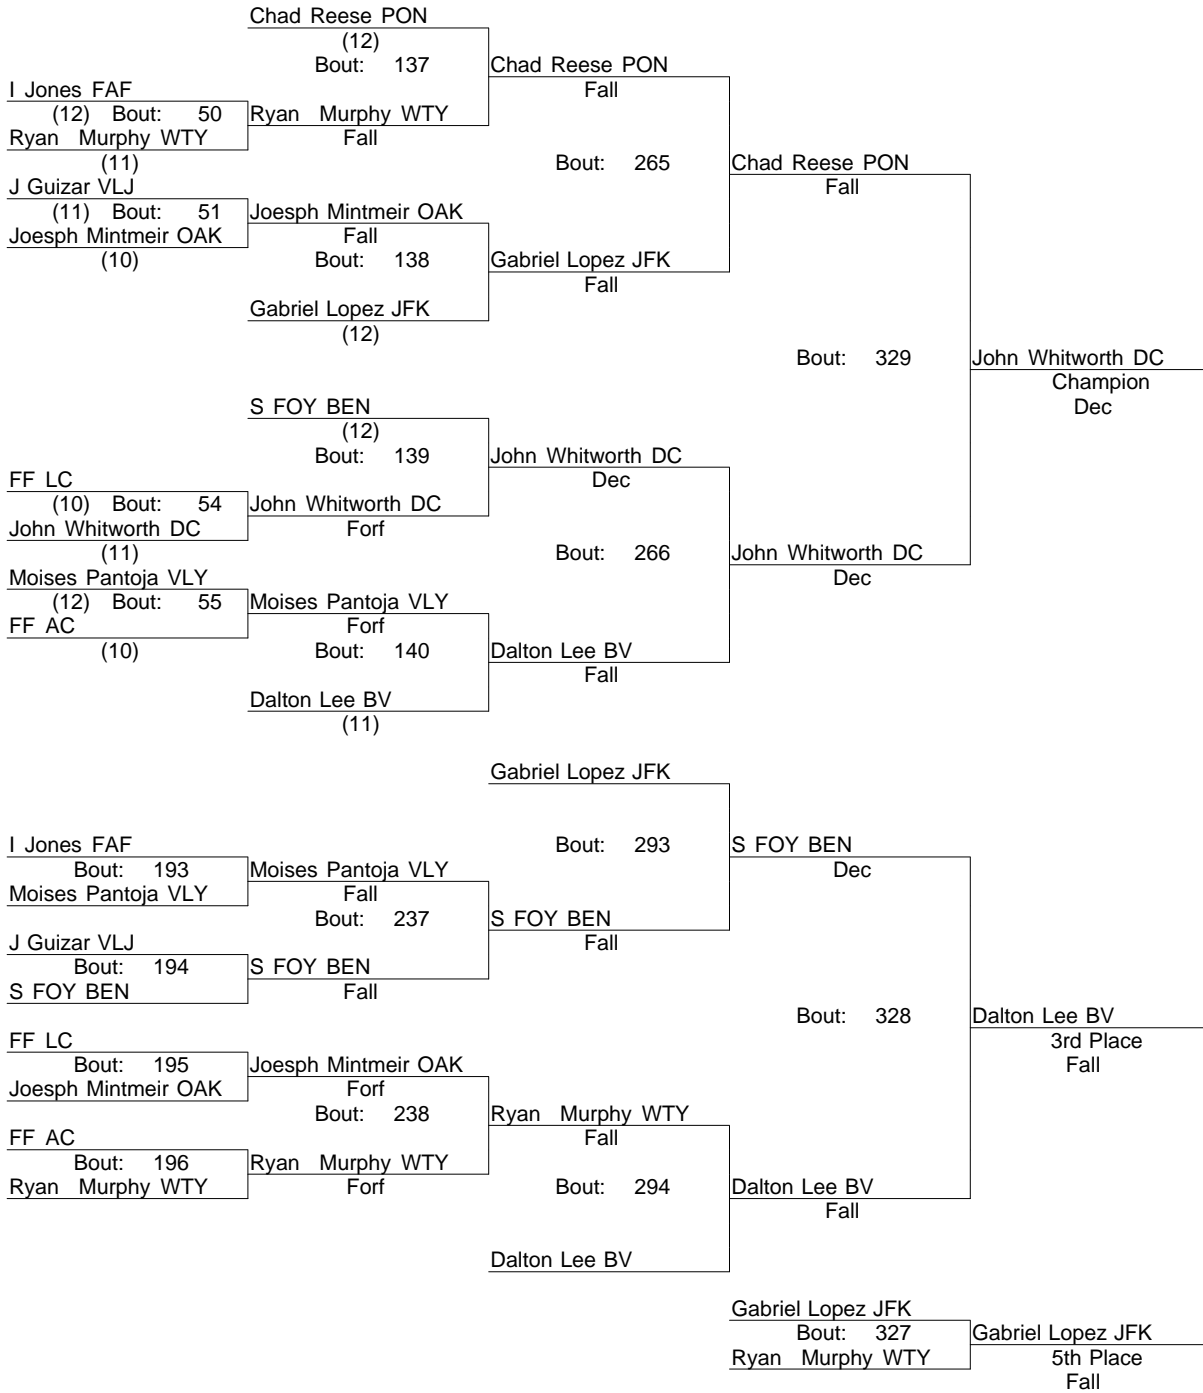 Chad Reese PON
(12)
Bout: 137
Chad Reese PON
Fall
I Jones FAF
(12) Bout: 50
Ryan Murphy WTY
Ryan Murphy WTY
Fall
(11)
Bout: 265
Chad Reese PON
Fall
J Guizar VLJ
(11) Bout: 51
Joesph Mintmeir OAK
Joesph Mintmeir OAK
Fall
(10)
Bout: 138
Gabriel Lopez JFK
Fall
Gabriel Lopez JFK
(12)
Bout: 329
John Whitworth DC
Champion
Dec
S FOY BEN
(12)
Bout: 139
John Whitworth DC
Dec
FF LC
(10) Bout: 54
John Whitworth DC
John Whitworth DC
Forf
(11)
Bout: 266
John Whitworth DC
Dec
Moises Pantoja VLY
(12) Bout: 55
Moises Pantoja VLY
FF AC
Forf
(10)
Bout: 140
Dalton Lee BV
Fall
Dalton Lee BV
(11)
Gabriel Lopez JFK
Bout: 293
S FOY BEN
Dec
I Jones FAF
Bout: 193
Moises Pantoja VLY
Moises Pantoja VLY
Fall
Bout: 237
S FOY BEN
Fall
J Guizar VLJ
Bout: 194
S FOY BEN
S FOY BEN
Fall
Bout: 328
Dalton Lee BV
3rd Place
Fall
FF LC
Bout: 195
Joesph Mintmeir OAK
Joesph Mintmeir OAK
Forf
Bout: 238
Ryan Murphy WTY
Fall
FF AC
Bout: 196
Ryan Murphy WTY
Ryan Murphy WTY
Forf
Bout: 294
Dalton Lee BV
Fall
Dalton Lee BV
Gabriel Lopez JFK
Bout: 327
Ryan Murphy WTY
Gabriel Lopez JFK
5th Place
Fall